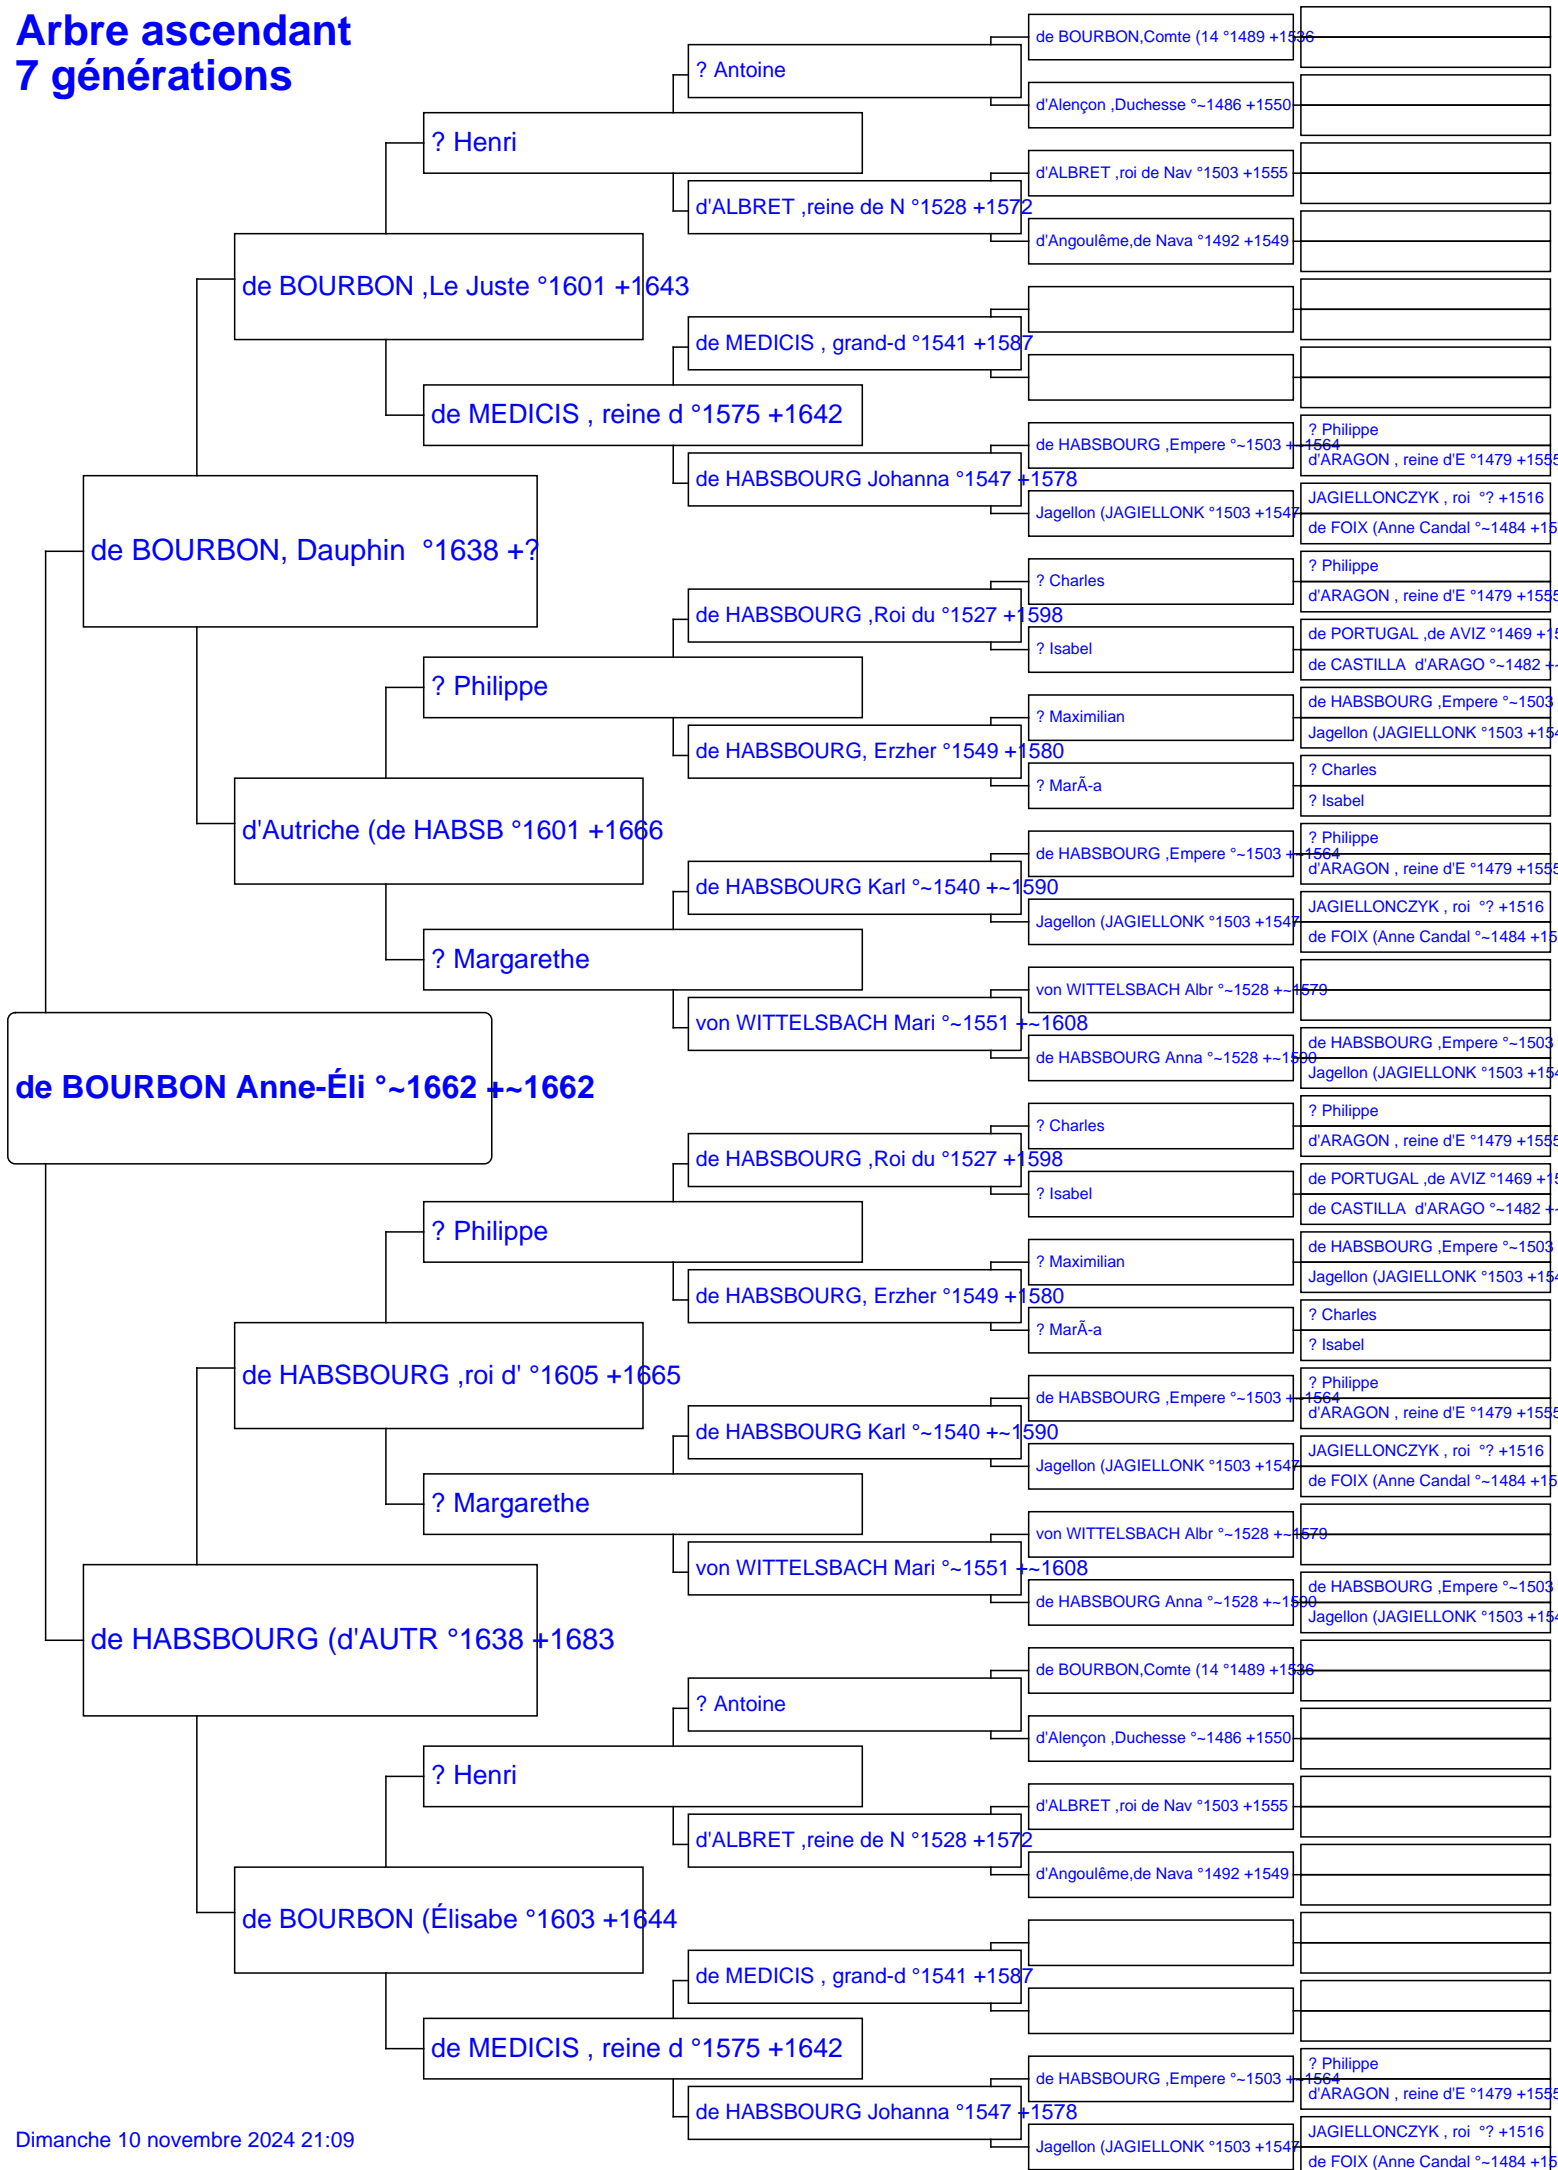 Arbre ascendant
7 générations
de BOURBON,Comte (14 °1489 +1536
? Antoine
d'Alençon ,Duchesse °~1486 +1550
? Henri
d'ALBRET ,roi de Nav °1503 +1555
d'ALBRET ,reine de N °1528 +1572
d'Angoulême,de Nava °1492 +1549
de BOURBON ,Le Juste °1601 +1643
de MEDICIS , grand-d °1541 +1587
de MEDICIS , reine d °1575 +1642
? Philippe
de HABSBOURG ,Empere °~1503 +~1564
d'ARAGON , reine d'E °1479 +1555
de HABSBOURG Johanna °1547 +1578
JAGIELLONCZYK , roi  °? +1516
Jagellon (JAGIELLONK °1503 +1547
de FOIX (Anne Candal °~1484 +15
de BOURBON, Dauphin  °1638 +?
? Philippe
? Charles
d'ARAGON , reine d'E °1479 +1555
de HABSBOURG ,Roi du °1527 +1598
de PORTUGAL ,de AVIZ °1469 +15
? Isabel
de CASTILLA  d'ARAGO °~1482 +~
? Philippe
de HABSBOURG ,Empere °~1503
? Maximilian
Jagellon (JAGIELLONK °1503 +154
de HABSBOURG, Erzher °1549 +1580
? Charles
? MarÃ-a
? Isabel
d'Autriche (de HABSB °1601 +1666
? Philippe
de HABSBOURG ,Empere °~1503 +~1564
d'ARAGON , reine d'E °1479 +1555
de HABSBOURG Karl °~1540 +~1590
JAGIELLONCZYK , roi  °? +1516
Jagellon (JAGIELLONK °1503 +1547
de FOIX (Anne Candal °~1484 +15
? Margarethe
von WITTELSBACH Albr °~1528 +~1579
von WITTELSBACH Mari °~1551 +~1608
de HABSBOURG ,Empere °~1503
de HABSBOURG Anna °~1528 +~1590
Jagellon (JAGIELLONK °1503 +154
de BOURBON Anne-Éli °~1662 +~1662
? Philippe
? Charles
d'ARAGON , reine d'E °1479 +1555
de HABSBOURG ,Roi du °1527 +1598
de PORTUGAL ,de AVIZ °1469 +15
? Isabel
de CASTILLA  d'ARAGO °~1482 +~
? Philippe
de HABSBOURG ,Empere °~1503
? Maximilian
Jagellon (JAGIELLONK °1503 +154
de HABSBOURG, Erzher °1549 +1580
? Charles
? MarÃ-a
? Isabel
de HABSBOURG ,roi d' °1605 +1665
? Philippe
de HABSBOURG ,Empere °~1503 +~1564
d'ARAGON , reine d'E °1479 +1555
de HABSBOURG Karl °~1540 +~1590
JAGIELLONCZYK , roi  °? +1516
Jagellon (JAGIELLONK °1503 +1547
de FOIX (Anne Candal °~1484 +15
? Margarethe
von WITTELSBACH Albr °~1528 +~1579
von WITTELSBACH Mari °~1551 +~1608
de HABSBOURG ,Empere °~1503
de HABSBOURG Anna °~1528 +~1590
Jagellon (JAGIELLONK °1503 +154
de HABSBOURG (d'AUTR °1638 +1683
de BOURBON,Comte (14 °1489 +1536
? Antoine
d'Alençon ,Duchesse °~1486 +1550
? Henri
d'ALBRET ,roi de Nav °1503 +1555
d'ALBRET ,reine de N °1528 +1572
d'Angoulême,de Nava °1492 +1549
de BOURBON (Élisabe °1603 +1644
de MEDICIS , grand-d °1541 +1587
de MEDICIS , reine d °1575 +1642
? Philippe
de HABSBOURG ,Empere °~1503 +~1564
d'ARAGON , reine d'E °1479 +1555
de HABSBOURG Johanna °1547 +1578
JAGIELLONCZYK , roi  °? +1516
Jagellon (JAGIELLONK °1503 +1547
de FOIX (Anne Candal °~1484 +15
Dimanche 10 novembre 2024 21:09